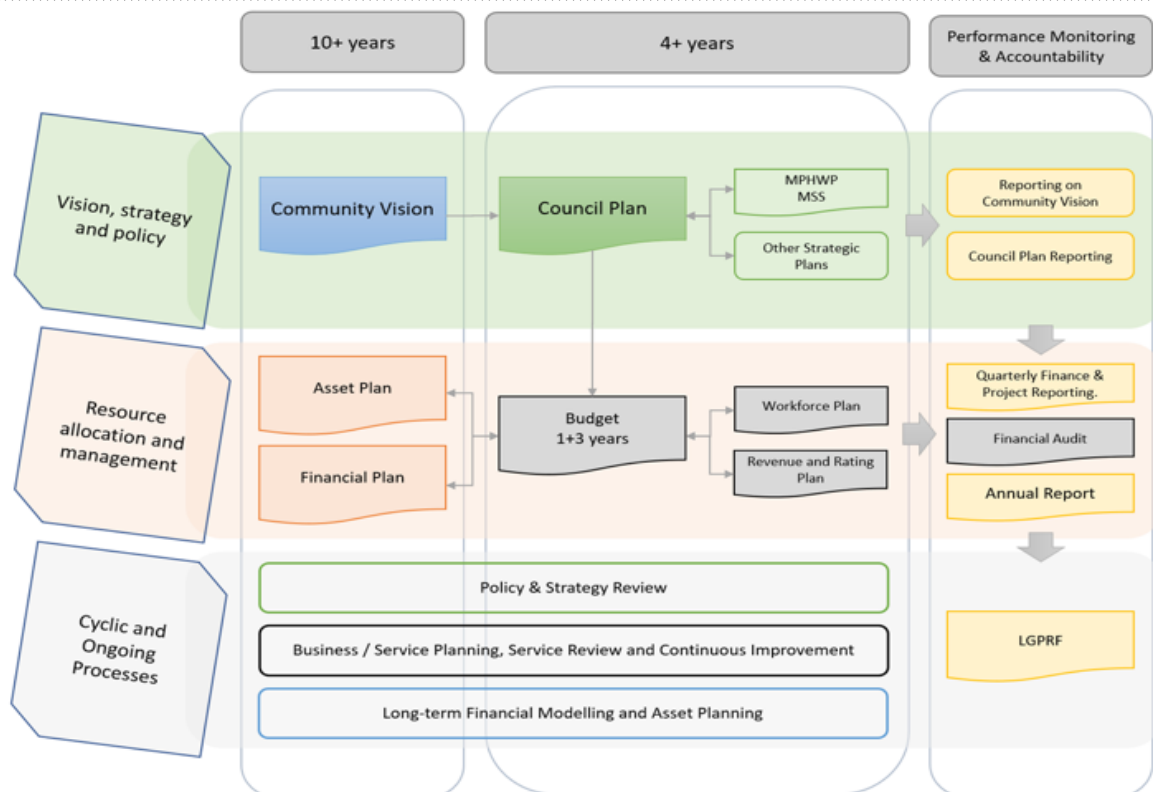 10+ years
4+ years
Performance Monitoring
& Accountability
Vision, strategy
and policy
Community Vision
Council Plan
MPHWP
MSS
Other Strategic
Plans
Reporting on
Community Vision
Council Plan Reporting
Resource
allocation and
management
Asset Plan
Financial Plan
Budget
1+3 years
Workforce Plan
Revenue and Rating
Plan
Quarterly Finance &
Project Reporting.
Financial Audit
Annual Report
Cyclic and
Ongoing
Processes
Policy & Strategy Review
Business / Service Planning, Service Review and Continuous Improvement
Long-term Financial Modelling and Asset Planning
LGPRF